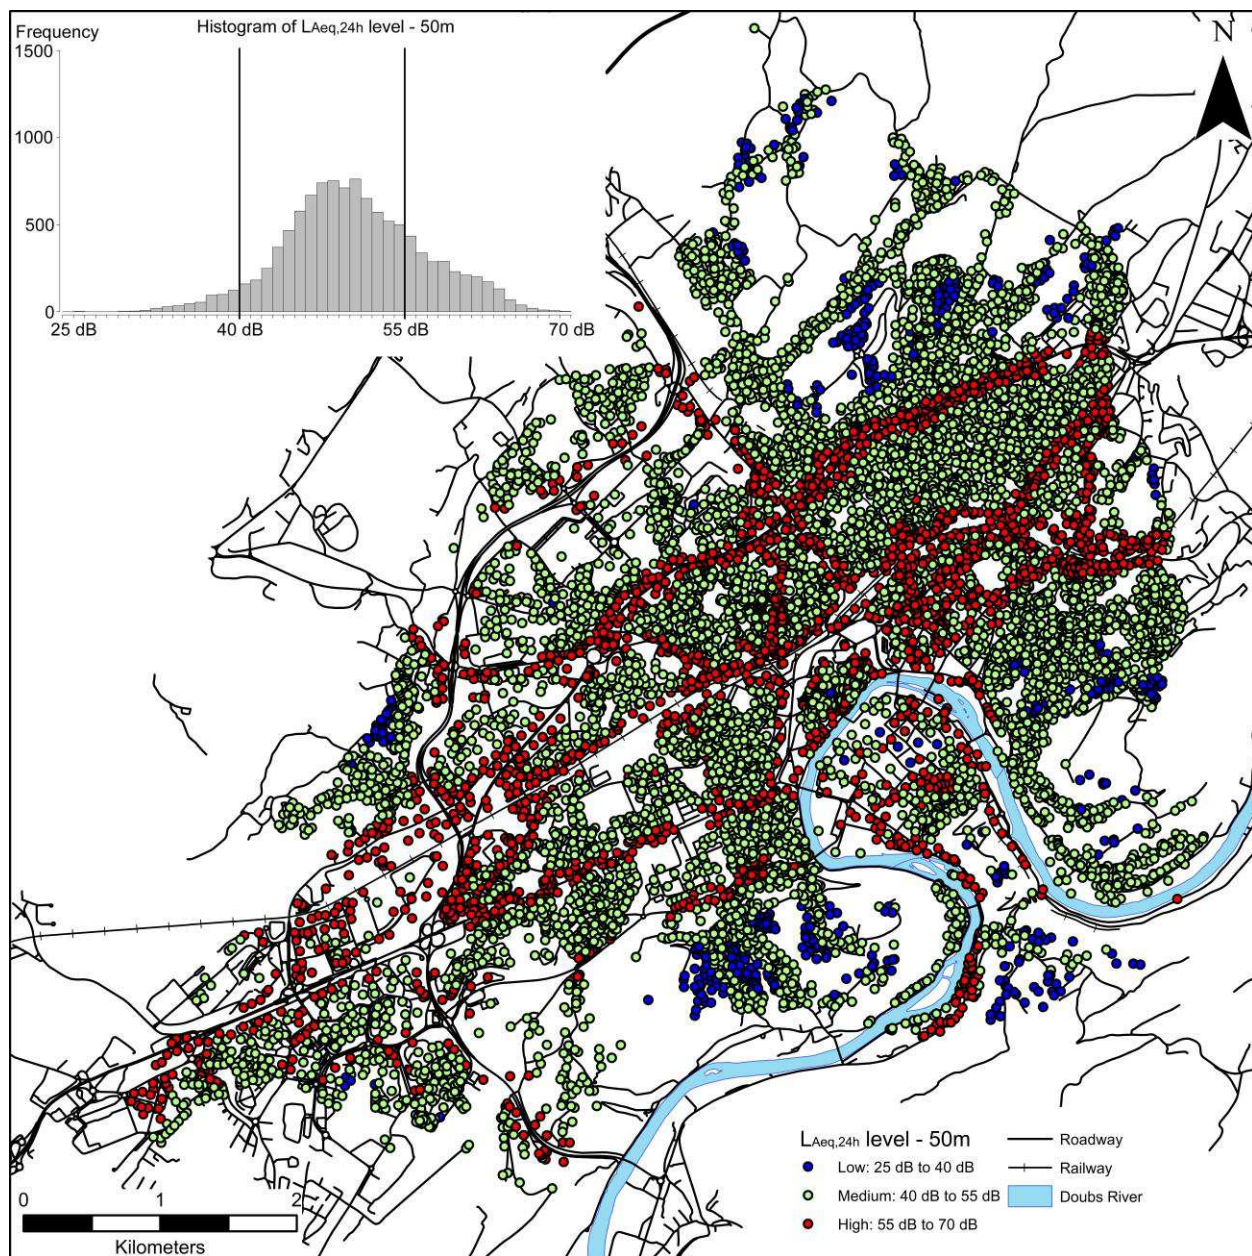 Histogram of LAeq,24h level - 50m
Frequency
1500
1000
500
0
25 dB 40 dB 55 dB 70 dB
N
LAeq,24h level - 50m
Low: 25 dB to 40 dB
Medium: 40 dB to 55 dB
High: 55 dB to 70 dB
Roadway
Railway
Doubs River
0 1 2
Kilometers